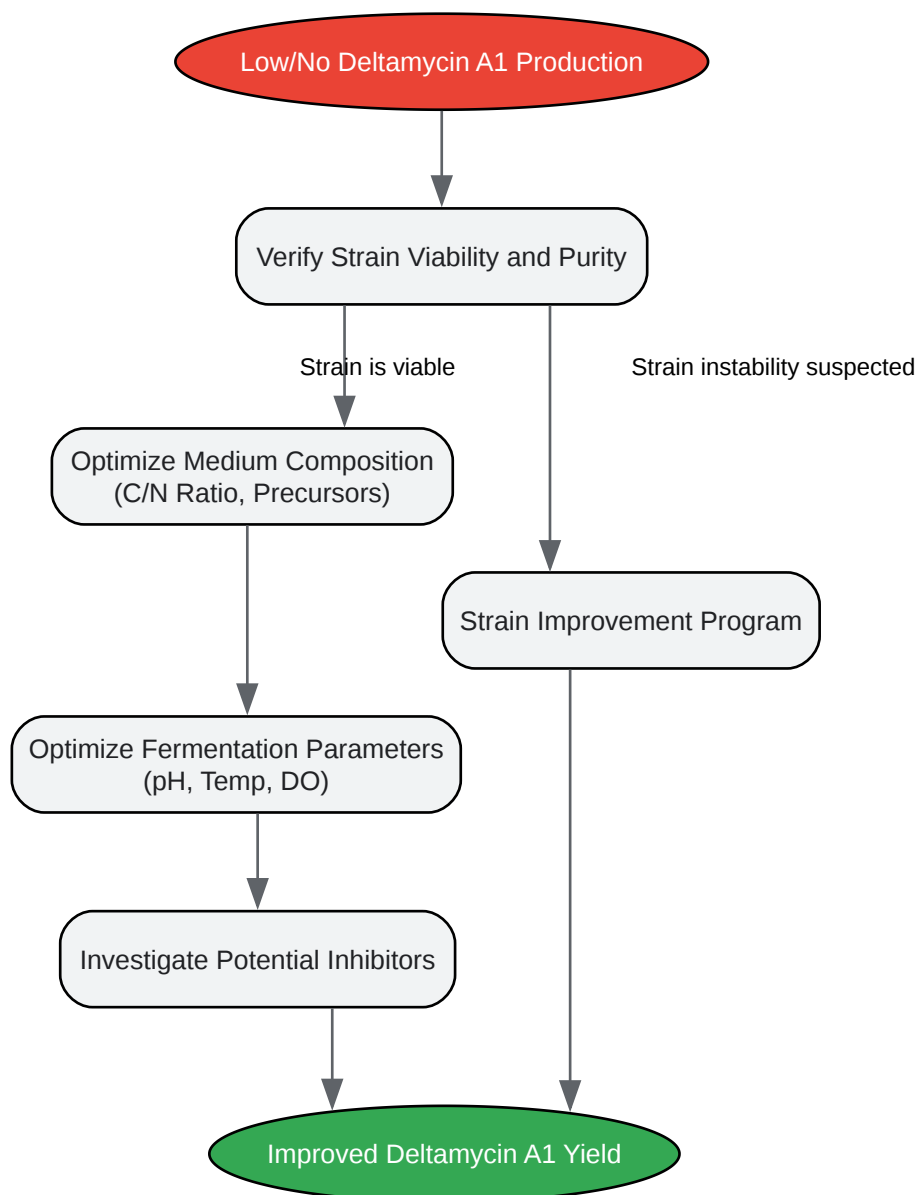 Low/No Deltamycin A1 Production
Verify Strain Viability and Purity
Strain is viable
Strain instability suspected
Optimize Medium Composition
(C/N Ratio, Precursors)
Strain Improvement Program
Optimize Fermentation Parameters
(pH, Temp, DO)
Investigate Potential Inhibitors
Improved Deltamycin A1 Yield